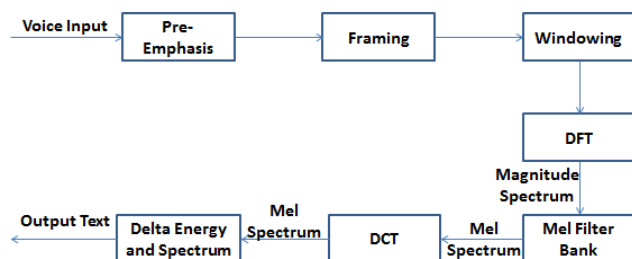 Voice Input
Pre-
Emphasis
Framing
Windowing
DFT
Magnitude
Spectrum
Mel Filter
Bank
Mel
Spectrum
DCT
Mel
Spectrum
Delta Energy
and Spectrum
Output Text